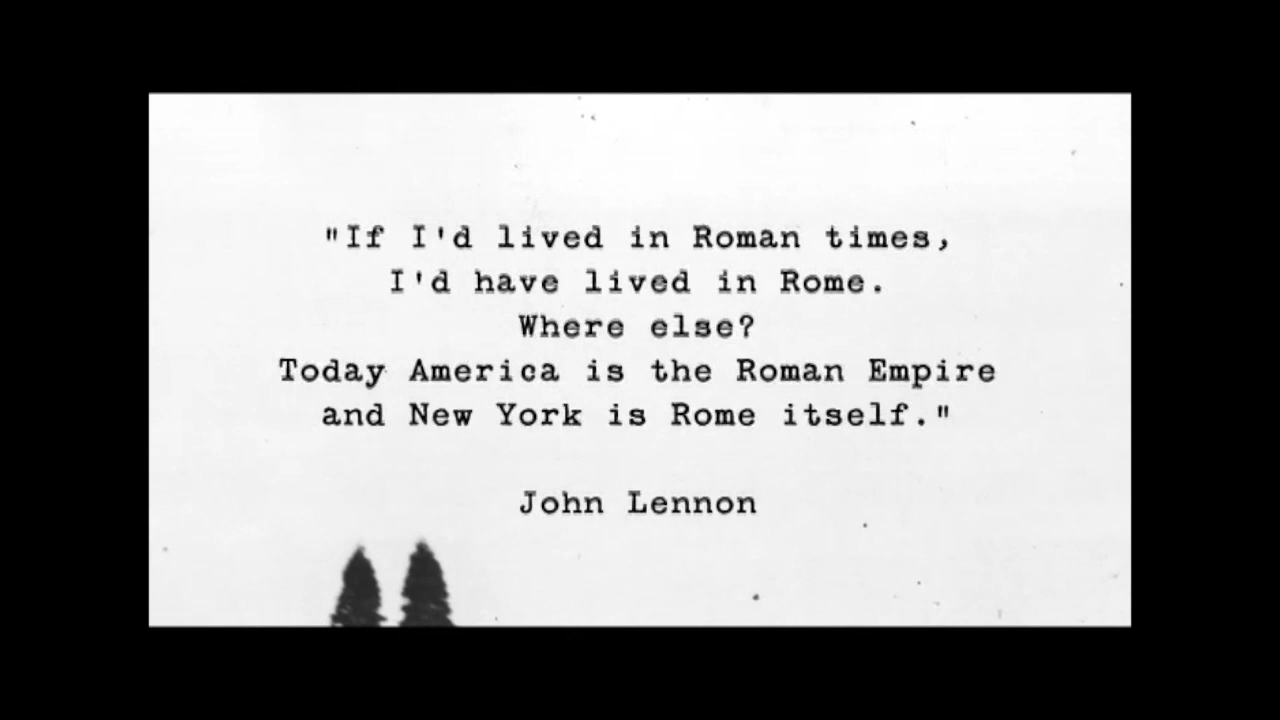 "If I'd lived in Roman times,
I'd have lived in Rome.
Where else?
Today America is the Roman Empire
and New York is Rome itself."
John Lennon